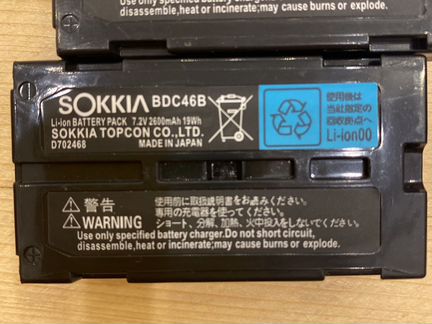 Use only specified battery charger.Do not short circuit,
disassemble,heat or incinerate;may cause burns or explode.
SOKKIA BDC46B
Li-ion BATTERY PACK 7.2V 2600mAh 19Wh
SOKKIA TOPCON CO.,LTD.
D702468 MADE IN JAPAN
使用後は
当社指定の
回収拠点へ
Li-ion00
警告
WARNING
使用前に取扱説明書をお読みください。
専用の充電器を使ってください。
ショート、分解、加熱、火中投入をしないでください。
Use only specified battery charger.Do not short circuit,
disassemble,heat or incinerate;may cause burns or explode.